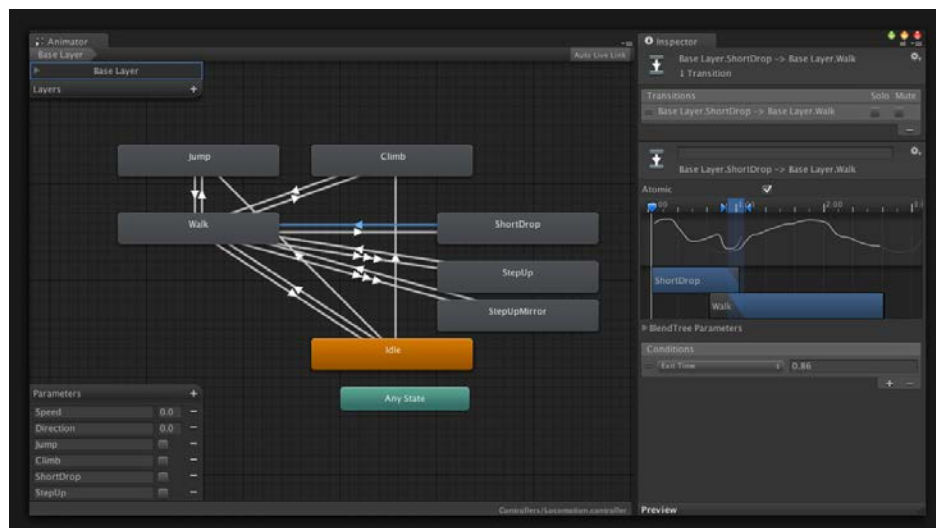 Animator
Base Layer
Auto Live Link
Base Layer
Layers +
Jump
Climb
Walk
ShortDrop
StepUp
StepUpMirror
Idle
Any State
Parameters +
Speed 0.0 -
Direction 0.0 -
Jump -
Climb -
ShortDrop -
StepUp -
Controllers/Locomotion.controller
Inspector
Base Layer.ShortDrop -> Base Layer.Walk
1 Transition
Transitions Solo Mute
Base Layer.ShortDrop -> Base Layer.Walk
-
Base Layer.ShortDrop -> Base Layer.Walk
Atomic
2:00
ShortDrop
Walk
BlendTree Parameters
Conditions
Exit Time 0.86
+ -
Preview